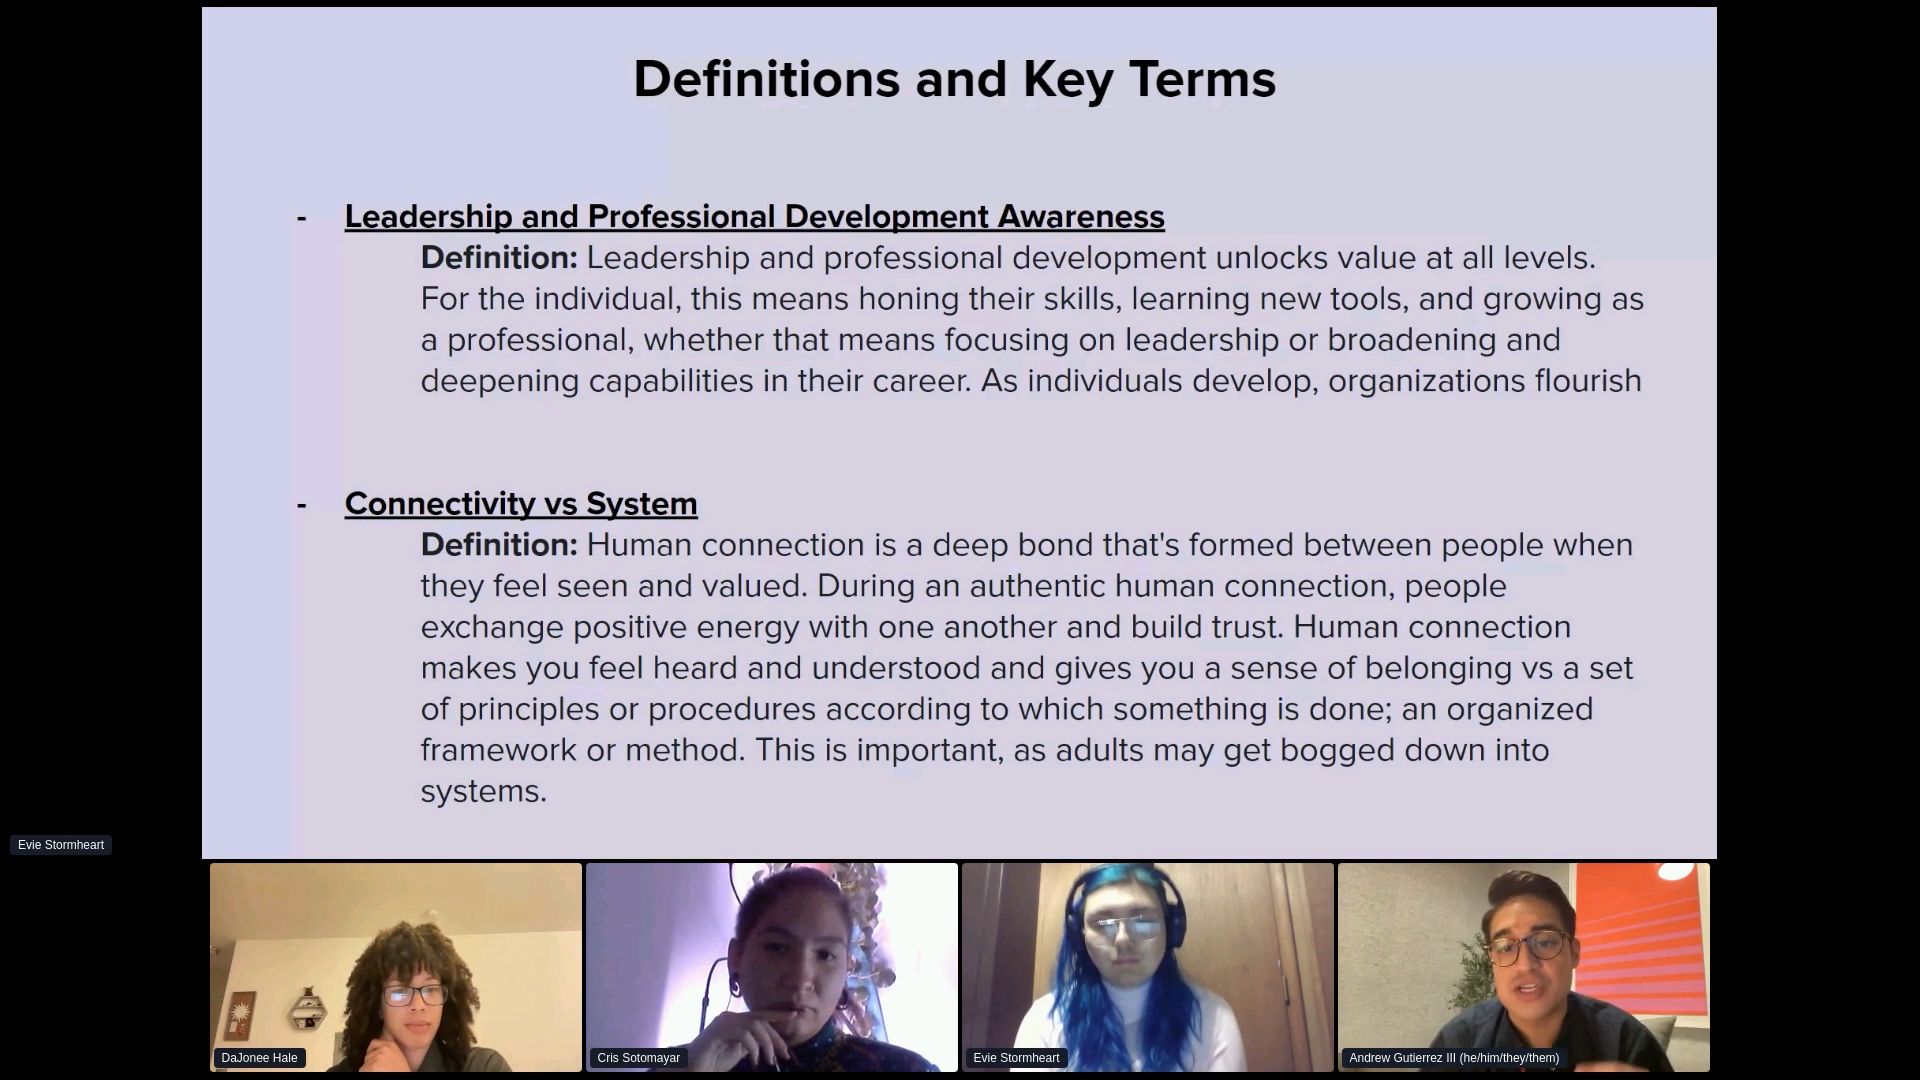 Definitions and Key Terms
- Leadership and Professional Development Awareness
Definition: Leadership and professional development unlocks value at all levels.
For the individual, this means honing their skills, learning new tools, and growing as
a professional, whether that means focusing on leadership or broadening and
deepening capabilities in their career. As individuals develop, organizations flourish
- Connectivity vs System
Definition: Human connection is a deep bond that's formed between people when
they feel seen and valued. During an authentic human connection, people
exchange positive energy with one another and build trust. Human connection
makes you feel heard and understood and gives you a sense of belonging vs a set
of principles or procedures according to which something is done; an organized
framework or method. This is important, as adults may get bogged down into
systems.
Evie Stormheart
DaJonee Hale
Cris Sotomayar
Evie Stormheart
Andrew Gutierrez III (he/him/they/them)